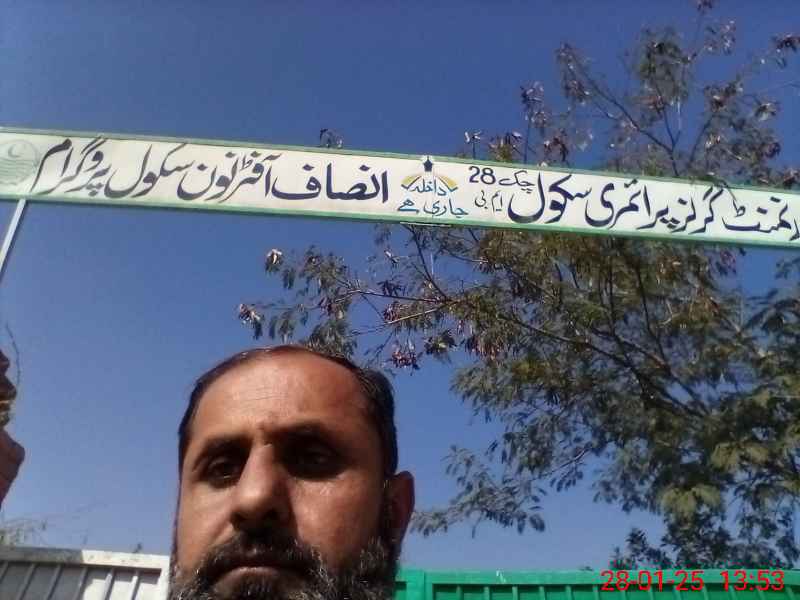 گرلز پرائمری سکول چک 28 ایم بی
داخلہ
جاری ہے
انصاف آفٹر نون سکول پروگرام
28-01-25 13:53